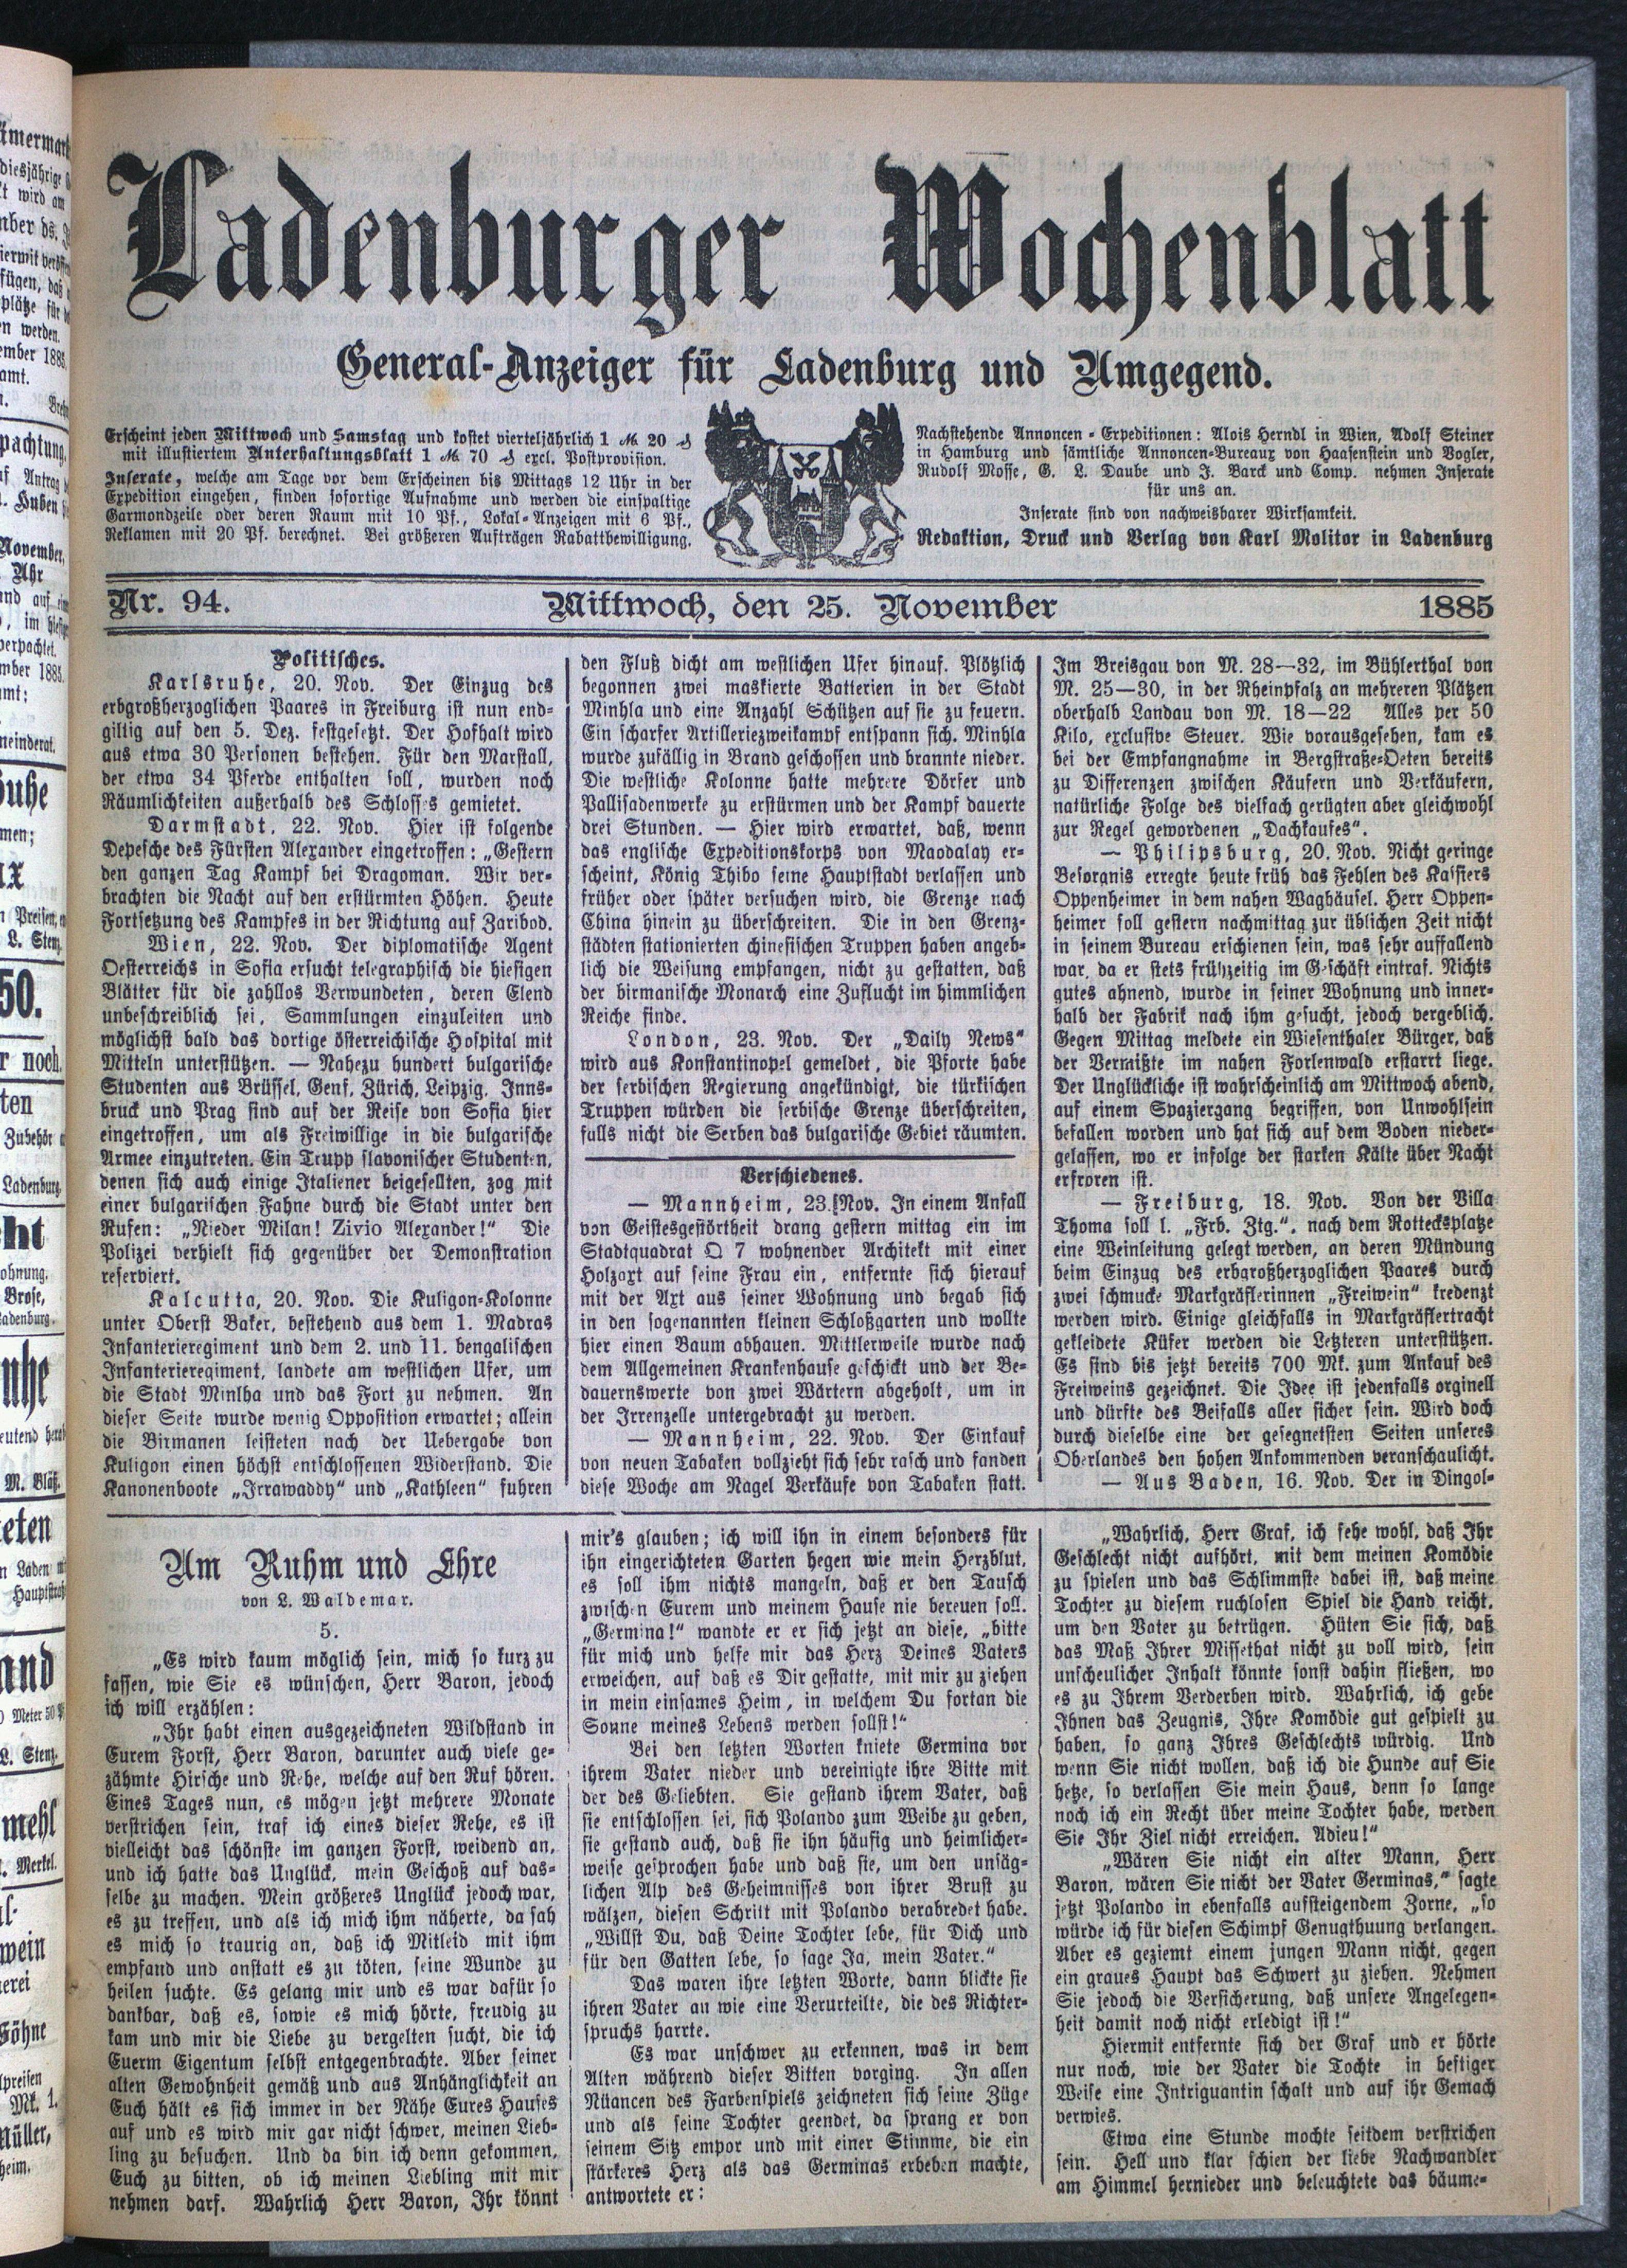 Ladenburger Wochenblatt
General-Anzeiger für Ladenburg und Umgegend.
Erscheint jeden Mittwoch und Samstag und kostet vierteljährlich 1 M. 20 ₰
mit illustriertem Unterhaltungsblatt 1 M. 70 ₰ excl. Postprovision.
Inserate, welche am Tage vor dem Erscheinen bis Mittags 12 Uhr in der
Expedition eingehen, finden sofortige Aufnahme und werden die einspaltige
Garmondzeile oder deren Raum mit 10 Pf., Lokal-Anzeigen mit 6 Pf.,
Reklamen mit 20 Pf. berechnet. Bei größeren Aufträgen Rabattbewilligung.
Nachstehende Annoncen-Expeditionen: Alois Herndl in Wien, Adolf Steiner
in Hamburg und sämtliche Annoncen-Bureaux von Haasenstein und Vogler,
Rudolf Mosse, G. L. Daube und J. Barck und Comp. nehmen Inserate
für uns an.
Inserate sind von nachweisbarer Wirksamkeit.
Redaktion, Druck und Verlag von Karl Molitor in Ladenburg
Nr. 94. Mittwoch, den 25. November 1885
Politisches.
Karlsruhe, 20. Nov. Der Einzug des
erbgroßherzoglichen Paares in Freiburg ist nun end-
giltig auf den 5. Dez. festgesetzt. Der Hofhalt wird
aus etwa 30 Personen bestehen. Für den Marstall,
der etwa 34 Pferde enthalten soll, wurden noch
Räumlichkeiten außerhalb des Schlosses gemietet.
Darmstadt, 22. Nov. Hier ist folgende
Depesche des Fürsten Alexander eingetroffen: „Gestern
den ganzen Tag Kampf bei Dragoman. Wir ver-
brachten die Nacht auf den erstürmten Höhen. Heute
Fortsetzung des Kampfes in der Richtung auf Zaribod.
Wien, 22. Nov. Der diplomatische Agent
Oesterreichs in Sofia ersucht telegraphisch die hiesigen
Blätter für die zahllos Verwundeten, deren Elend
unbeschreiblich sei, Sammlungen einzuleiten und
möglichst bald das dortige österreichische Hospital mit
Mitteln unterstützen. — Nahezu hundert bulgarische
Studenten aus Brüssel, Genf, Zürich, Leipzig, Inns-
bruck und Prag sind auf der Reise von Sofia hier
eingetroffen, um als Freiwillige in die bulgarische
Armee einzutreten. Ein Trupp slavonischer Studenten,
denen sich auch einige Italiener beigesellten, zog mit
einer bulgarischen Fahne durch die Stadt unter den
Rufen: „Nieder Milan! Zivio Alexander!“ Die
Polizei verhielt sich gegenüber der Demonstration
reserviert.
Kalcutta, 20. Nov. Die Kuligon-Kolonne
unter Oberst Baker, bestehend aus dem 1. Madras
Infanterieregiment und dem 2. und 11. bengalischen
Infanterieregiment, landete am westlichen Ufer, um
die Stadt Minlha und das Fort zu nehmen. An
dieser Seite wurde wenig Opposition erwartet; allein
die Birmanen leisteten nach der Uebergabe von
Kuligon einen höchst entschlossenen Widerstand. Die
Kanonenboote „Irrawaddy“ und „Kathleen“ fuhren
den Fluß dicht am westlichen Ufer hinauf. Plötzlich
begonnen zwei maskierte Batterien in der Stadt
Minhla und eine Anzahl Schützen auf sie zu feuern.
Ein scharfer Artilleriezweikampf entspann sich. Minhla
wurde zufällig in Brand geschossen und brannte nieder.
Die westliche Kolonne hatte mehrere Dörfer und
Pallisadenwerke zu erstürmen und der Kampf dauerte
drei Stunden. — Hier wird erwartet, daß, wenn
das englische Expeditionskorps von Maodalay er-
scheint, König Thibo seine Hauptstadt verlassen und
früher oder später versuchen wird, die Grenze nach
China hinein zu überschreiten. Die in den Grenz-
städten stationierten chinesischen Truppen haben angeb-
lich die Weisung empfangen, nicht zu gestatten, daß
der birmanische Monarch eine Zuflucht im himmlichen
Reiche finde.
London, 23. Nov. Der „Daily News“
wird aus Konstantinopel gemeldet, die Pforte habe
der serbischen Regierung angekündigt, die türkischen
Truppen würden die serbische Grenze überschreiten,
falls nicht die Serben das bulgarische Gebiet räumten.
Verschiedenes.
— Mannheim, 23. Nov. In einem Anfall
von Geistesgestörtheit drang gestern mittag ein im
Stadtquadrat Q 7 wohnender Architekt mit einer
Holzaxt auf seine Frau ein, entfernte sich hierauf
mit der Axt aus seiner Wohnung und begab sich
in den sogenannten kleinen Schloßgarten und wollte
hier einen Baum abhauen. Mittlerweile wurde nach
dem Allgemeinen Krankenhause geschickt und der Be-
dauernswerte von zwei Wärtern abgeholt, um in
der Irrenzelle untergebracht zu werden.
— Mannheim, 22. Nov. Der Einkauf
von neuen Tabaken vollzieht sich sehr rasch und fanden
diese Woche am Nagel Verkäufe von Tabaken statt.
Im Breisgau von M. 28—32, im Bühlerthal von
M. 25—30, in der Rheinpfalz an mehreren Plätzen
oberhalb Landau von M. 18—22 Alles per 50
Kilo, exclusive Steuer. Wie vorausgesehen, kam es
bei der Empfangnahme in Bergstraße-Oeten bereits
zu Differenzen zwischen Käufern und Verkäufern,
natürliche Folge des vielfach gerügten aber gleichwohl
zur Regel gewordenen „Dachkaufes“.
— Philipsburg, 20. Nov. Nicht geringe
Besorgnis erregte heute früh das Fehlen des Kassiers
Oppenheimer in dem nahen Waghäusel. Herr Oppen-
heimer soll gestern nachmittag zur üblichen Zeit nicht
in seinem Bureau erschienen sein, was sehr auffallend
war, da er stets frühzeitig im Geschäft eintraf. Nichts
gutes ahnend, wurde in seiner Wohnung und inner-
halb der Fabrik nach ihm gesucht, jedoch vergeblich.
Gegen Mittag meldete ein Wiesenthaler Bürger, daß
der Vermißte im nahen Forlenwald erstarrt liege.
Der Unglückliche ist wahrscheinlich am Mittwoch abend,
auf einem Spaziergang begriffen, von Unwohlsein
befallen worden und hat sich auf dem Boden nieder-
gelassen, wo er infolge der starken Kälte über Nacht
erfroren ist.
— Freiburg, 18. Nov. Von der Villa
Thoma soll l. „Frb. Ztg.“. nach dem Rottecksplatze
eine Weinleitung gelegt werden, an deren Mündung
beim Einzug des erbgroßherzoglichen Paares durch
zwei schmucke Markgräflerinnen „Freiwein“ kredenzt
werden wird. Einige gleichfalls in Markgräflertracht
gekleidete Küfer werden die Letzteren unterstützen.
Es sind bis jetzt bereits 700 Mk. zum Ankauf des
Freiweins gezeichnet. Die Idee ist jedenfalls orginell
und dürfte des Beifalls aller sicher sein. Wird doch
durch dieselbe eine der gesegnetsten Seiten unseres
Oberlandes den hohen Ankommenden veranschaulicht.
— Aus Baden, 16. Nov. Der in Dingol-
Um Ruhm und Ehre
von L. Waldemar.
5.
„Es wird kaum möglich sein, mich so kurz zu
fassen, wie Sie es wünschen, Herr Baron, jedoch
ich will erzählen:
„Ihr habt einen ausgezeichneten Wildstand in
Eurem Forst, Herr Baron, darunter auch viele ge-
zähmte Hirsche und Rehe, welche auf den Ruf hören.
Eines Tages nun, es mögen jetzt mehrere Monate
verstrichen sein, traf ich eines dieser Rehe, es ist
vielleicht das schönste im ganzen Forst, weidend an,
und ich hatte das Unglück, mein Geschoß auf das-
selbe zu machen. Mein größeres Unglück jedoch war,
es zu treffen, und als ich mich ihm näherte, da sah
es mich so traurig an, daß ich Mitleid mit ihm
empfand und anstatt es zu töten, seine Wunde zu
heilen suchte. Es gelang mir und es war dafür so
dankbar, daß es, sowie es mich hörte, freudig zu
kam und mir die Liebe zu vergelten sucht, die ich
Euerm Eigentum selbst entgegenbrachte. Aber seiner
alten Gewohnheit gemäß und aus Anhänglichkeit an
Euch hält es sich immer in der Nähe Eures Hauses
auf und es wird mir gar nicht schwer, meinen Lieb-
ling zu besuchen. Und da bin ich denn gekommen,
Euch zu bitten, ob ich meinen Liebling mit mir
nehmen darf. Wahrlich Herr Baron, Ihr könnt
mir's glauben; ich will ihn in einem besonders für
ihn eingerichteten Garten hegen wie mein Herzblut,
es soll ihm nichts mangeln, daß er den Tausch
zwischen Eurem und meinem Hause nie bereuen soll.
„Germina!“ wandte er er sich jetzt an diese, „bitte
für mich und helfe mir das Herz Deines Vaters
erweichen, auf daß es Dir gestatte, mit mir zu ziehen
in mein einsames Heim, in welchem Du fortan die
Sonne meines Lebens werden sollst!“
Bei den letzten Worten kniete Germina vor
ihrem Vater nieder und vereinigte ihre Bitte mit
der des Geliebten. Sie gestand ihrem Vater, daß
sie entschlossen sei, sich Polando zum Weibe zu geben,
sie gestand auch, daß sie ihn häufig und heimlicher-
weise gesprochen habe und daß sie, um den unsäg-
lichen Alp des Geheimnisses von ihrer Brust zu
wälzen, diesen Schritt mit Polando verabredet habe.
„Willst Du, daß Deine Tochter lebe, für Dich und
für den Gatten lebe, so sage Ja, mein Vater.“
Das waren ihre letzten Worte, dann blickte sie
ihren Vater an wie eine Verurteilte, die des Richter-
spruchs harrte.
Es war unschwer zu erkennen, was in dem
Alten während dieser Bitten vorging. In allen
Nüancen des Farbenspiels zeichneten sich seine Züge
und als seine Tochter geendet, da sprang er von
seinem Sitz empor und mit einer Stimme, die ein
stärkeres Herz als das Germinas erbeben machte,
antwortete er:
„Wahrlich, Herr Graf, ich sehe wohl, daß Ihr
Geschlecht nicht aufhört, mit dem meinen Komödie
zu spielen und das Schlimmste dabei ist, daß meine
Tochter zu diesem ruchlosen Spiel die Hand reicht,
um den Vater zu betrügen. Hüten Sie sich, daß
das Maß Ihrer Missethat nicht zu voll wird, sein
unscheulicher Inhalt könnte sonst dahin fließen, wo
es zu Ihrem Verderben wird. Wahrlich, ich gebe
Ihnen das Zeugnis, Ihre Komödie gut gespielt zu
haben, so ganz Ihres Geschlechts würdig. Und
wenn Sie nicht wollen, daß ich die Hunde auf Sie
hetze, so verlassen Sie mein Haus, denn so lange
noch ich ein Recht über meine Tochter habe, werden
Sie Ihr Ziel nicht erreichen. Adieu!“
„Wären Sie nicht ein alter Mann, Herr
Baron, wären Sie nicht der Vater Germinas,“ sagte
jetzt Polando in ebenfalls aufsteigendem Zorne, „so
würde ich für diesen Schimpf Genugthuung verlangen.
Aber es geziemt einem jungen Mann nicht, gegen
ein graues Haupt das Schwert zu ziehen. Nehmen
Sie jedoch die Versicherung, daß unsere Angelegen-
heit damit noch nicht erledigt ist!“
Hiermit entfernte sich der Graf und er hörte
nur noch, wie der Vater die Tochte in heftiger
Weise eine Intriguantin schalt und auf ihr Gemach
verwies.
Etwa eine Stunde mochte seitdem verstrichen
sein. Hell und klar schien der liebe Nachwandler
am Himmel hernieder und beleuchtete das bäume-